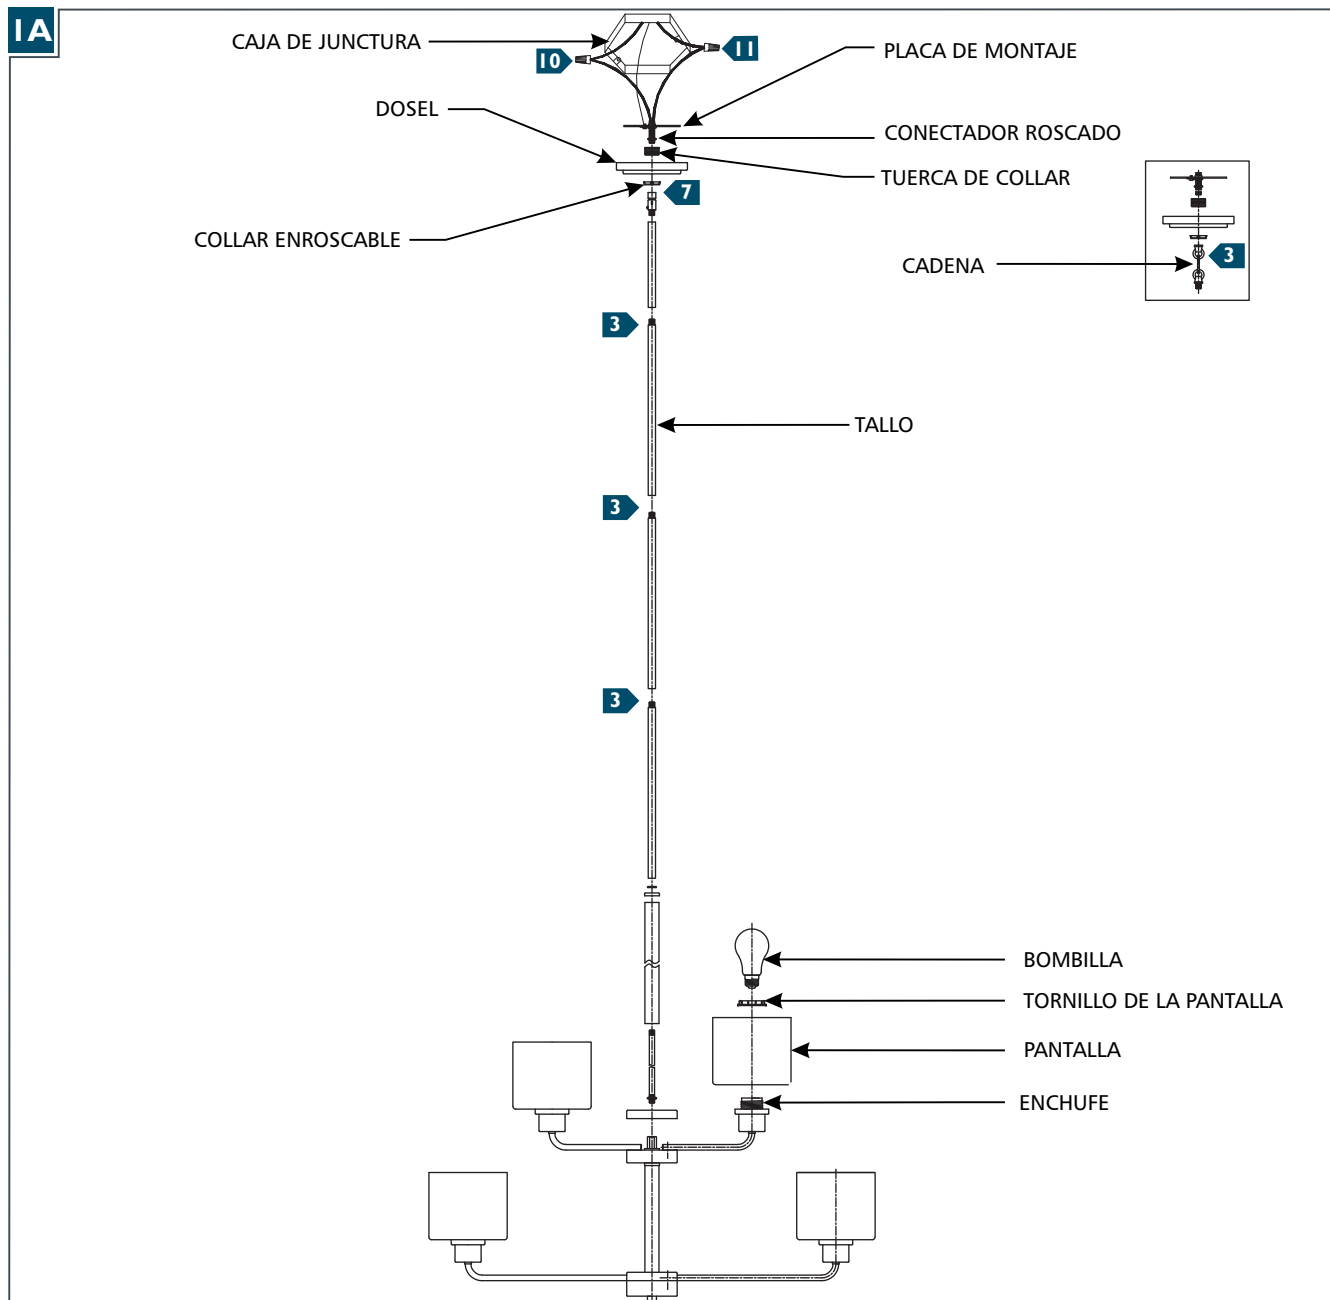 1A
CAJA DE JUNCTURA
10
11
PLACA DE MONTAJE
DOSEL
CONECTADOR ROSCADO
TUERCA DE COLLAR
7
COLLAR ENROSCABLE
CADENA
3
3
TALLO
3
3
BOMBILLA
TORNILLO DE LA PANTALLA
PANTALLA
ENCHUFE